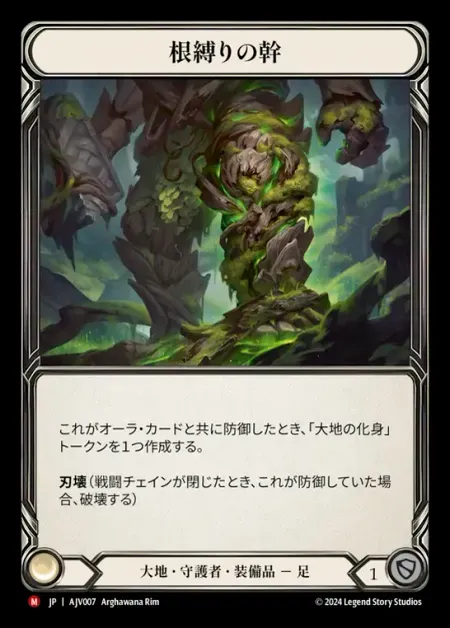 根縛りの幹
これがオーラ・カードと共に防御したとき、「大地の化身」
トークンを1つ作成する。
刃壊（戦闘チェインが閉じたとき、これが防御していた場
合、破壊する）
大地・守護者・装備品 － 足
1
M JP | AJV007 Arghawana Rim
© 2024 Legend Story Studios